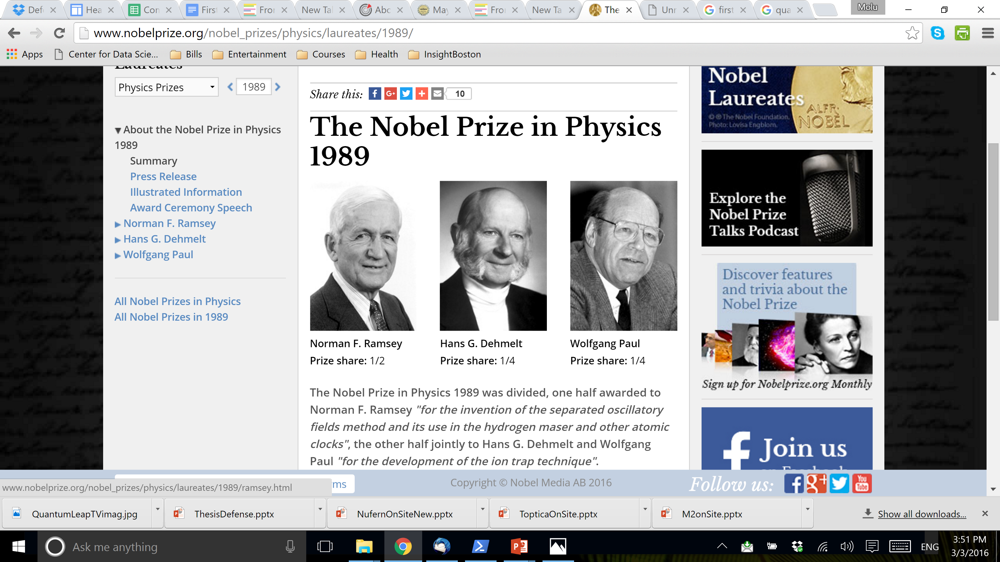 Def
Hea
Con
First
Fror
New Tal
Abc
May
Fror
New Ta
The
Unr
first
qua
Molu
www.nobelprize.org/nobel_prizes/physics/laureates/1989/
Apps
Center for Data Scie...
Bills
Entertainment
Courses
Health
InsightBoston
Laureates
Physics Prizes
1989
About the Nobel Prize in Physics
1989
Summary
Press Release
Illustrated Information
Award Ceremony Speech
Norman F. Ramsey
Hans G. Dehmelt
Wolfgang Paul
All Nobel Prizes in Physics
All Nobel Prizes in 1989
Share this:
10
The Nobel Prize in Physics
1989
Norman F. Ramsey
Prize share: 1/2
Hans G. Dehmelt
Prize share: 1/4
Wolfgang Paul
Prize share: 1/4
The Nobel Prize in Physics 1989 was divided, one half awarded to
Norman F. Ramsey "for the invention of the separated oscillatory
fields method and its use in the hydrogen maser and other atomic
clocks", the other half jointly to Hans G. Dehmelt and Wolfgang
Paul "for the development of the ion trap technique".
Nobel
Laureates
© ® The Nobel Foundation.
Photo: Lovisa Engblom.
ALFR.
NOBEL
Explore the
Nobel Prize
Talks Podcast
Discover features
and trivia about the
Nobel Prize
Sign up for Nobelprize.org Monthly
Join us
on Facebook
www.nobelprize.org/nobel_prizes/physics/laureates/1989/ramsey.html
ms
Copyright © Nobel Media AB 2016
Follow us:
You
Tube
QuantumLeapTVimag.jpg
ThesisDefense.pptx
NufernOnSiteNew.pptx
TopticaOnSite.pptx
M2onSite.pptx
Show all downloads...
Ask me anything
ENG
3:51 PM
3/3/2016